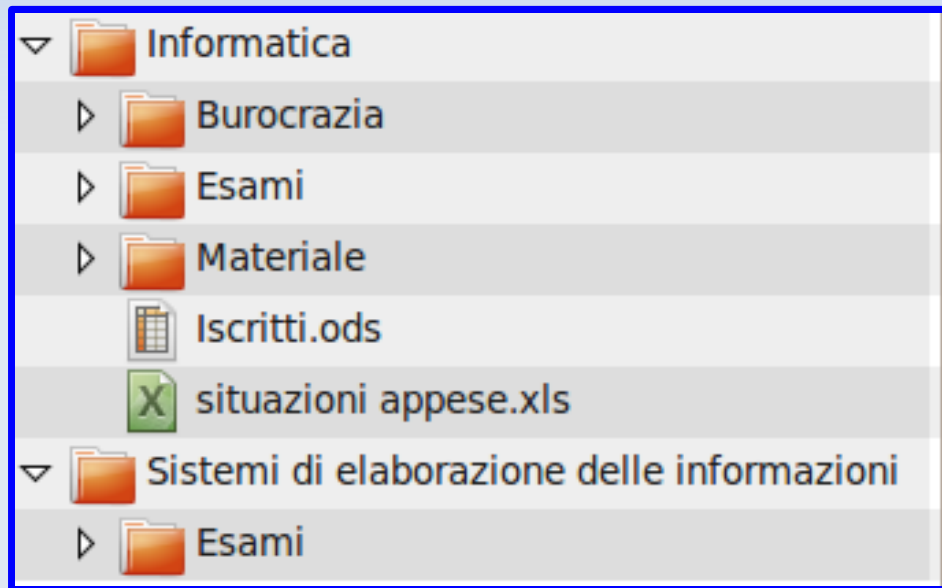 Informatica
Burocrazia
Esami
Materiale
Iscritti.ods
situazioni appese.xls
Sistemi di elaborazione delle informazioni
Esami